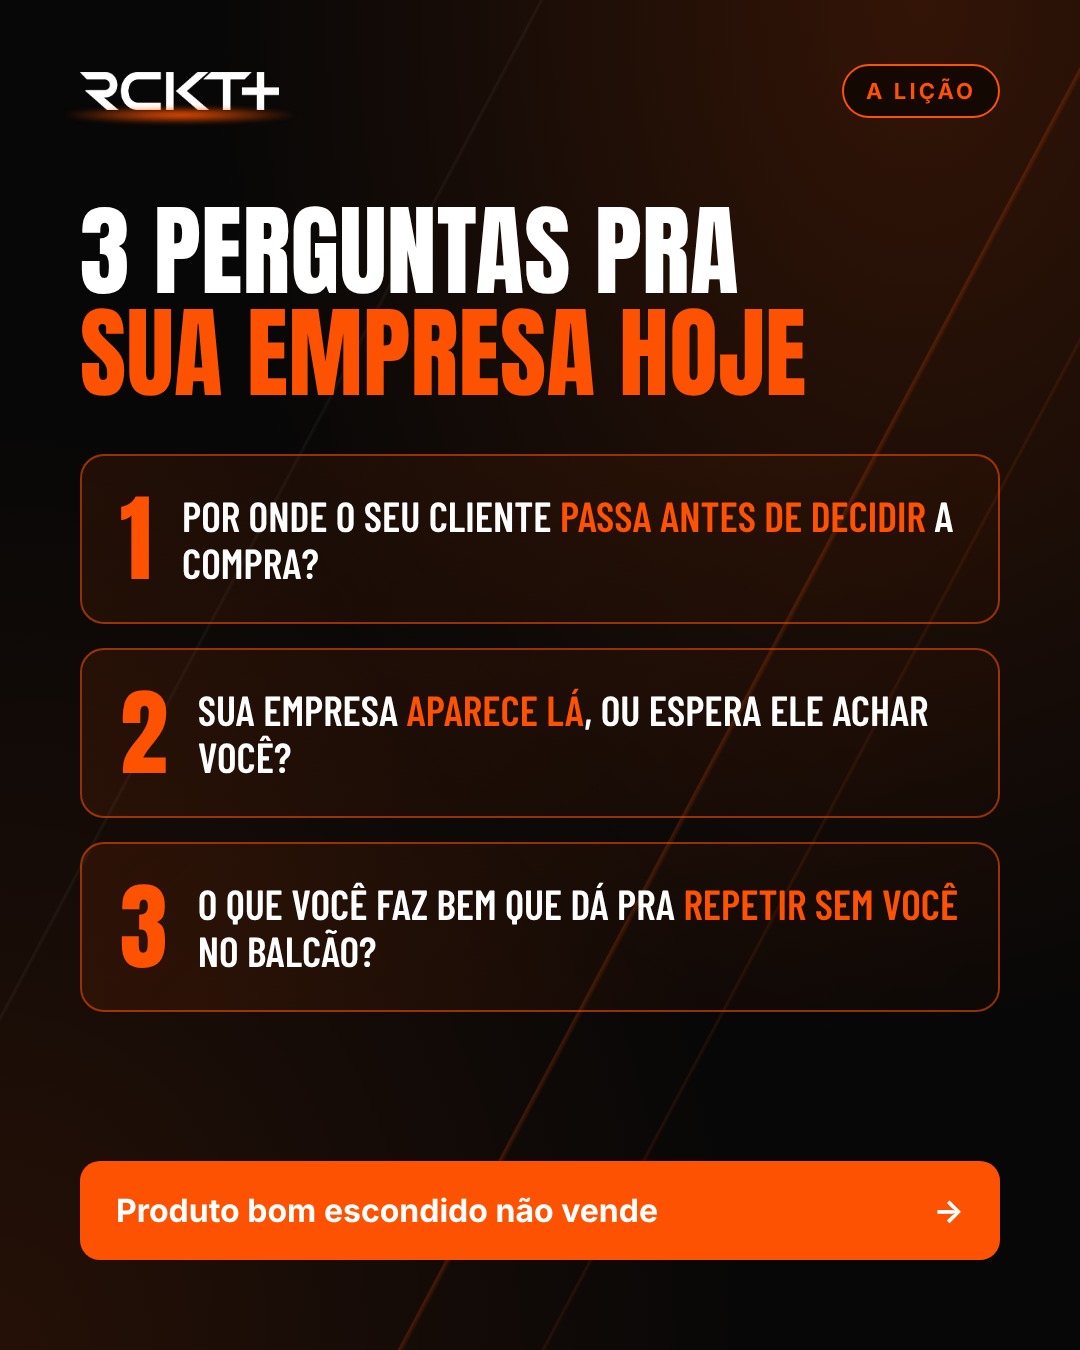 RCKT+
A LIÇÃO
3 PERGUNTAS PRA
SUA EMPRESA HOJE
1
POR ONDE O SEU CLIENTE PASSA ANTES DE DECIDIR A
COMPRA?
2
SUA EMPRESA APARECE LÁ, OU ESPERA ELE ACHAR
VOCÊ?
3
O QUE VOCÊ FAZ BEM QUE DÁ PRA REPETIR SEM VOCÊ
NO BALCÃO?
Produto bom escondido não vende →